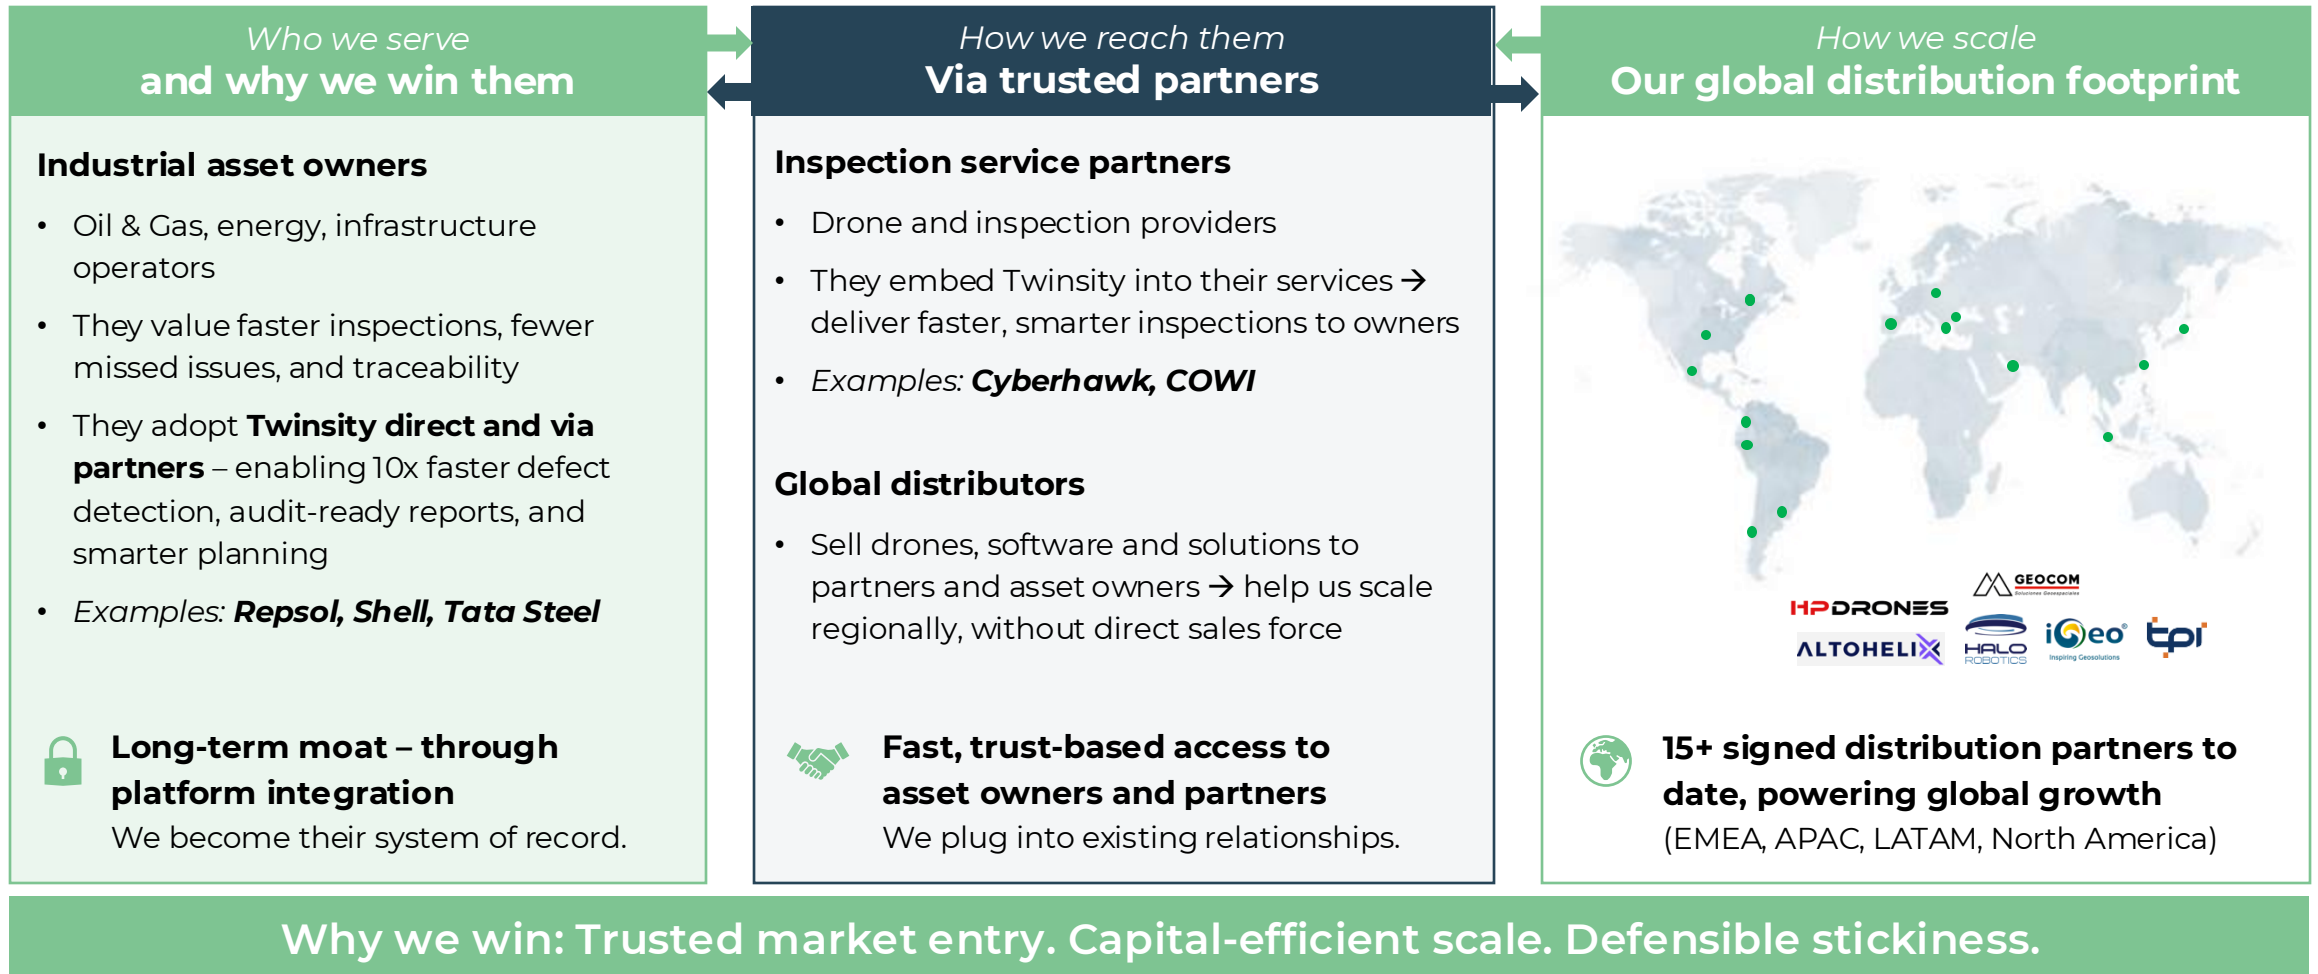 Who we serve
and why we win them
Industrial asset owners
• Oil & Gas, energy, infrastructure
operators
• They value faster inspections, fewer
missed issues, and traceability
• They adopt Twinsity direct and via
partners – enabling 10x faster defect
detection, audit-ready reports, and
smarter planning
• Examples: Repsol, Shell, Tata Steel
Long-term moat – through
platform integration
We become their system of record.
How we reach them
Via trusted partners
Inspection service partners
• Drone and inspection providers
• They embed Twinsity into their services →
deliver faster, smarter inspections to owners
• Examples: Cyberhawk, COWI
Global distributors
• Sell drones, software and solutions to
partners and asset owners → help us scale
regionally, without direct sales force
Fast, trust-based access to
asset owners and partners
We plug into existing relationships.
How we scale
Our global distribution footprint
GEOCOM
Soluciones Geoespaciales
HPDRONES
ALTOHELIX
HALO
ROBOTICS
iGeo®
Inspiring Geosolutions
tpi
15+ signed distribution partners to
date, powering global growth
(EMEA, APAC, LATAM, North America)
Why we win: Trusted market entry. Capital-efficient scale. Defensible stickiness.